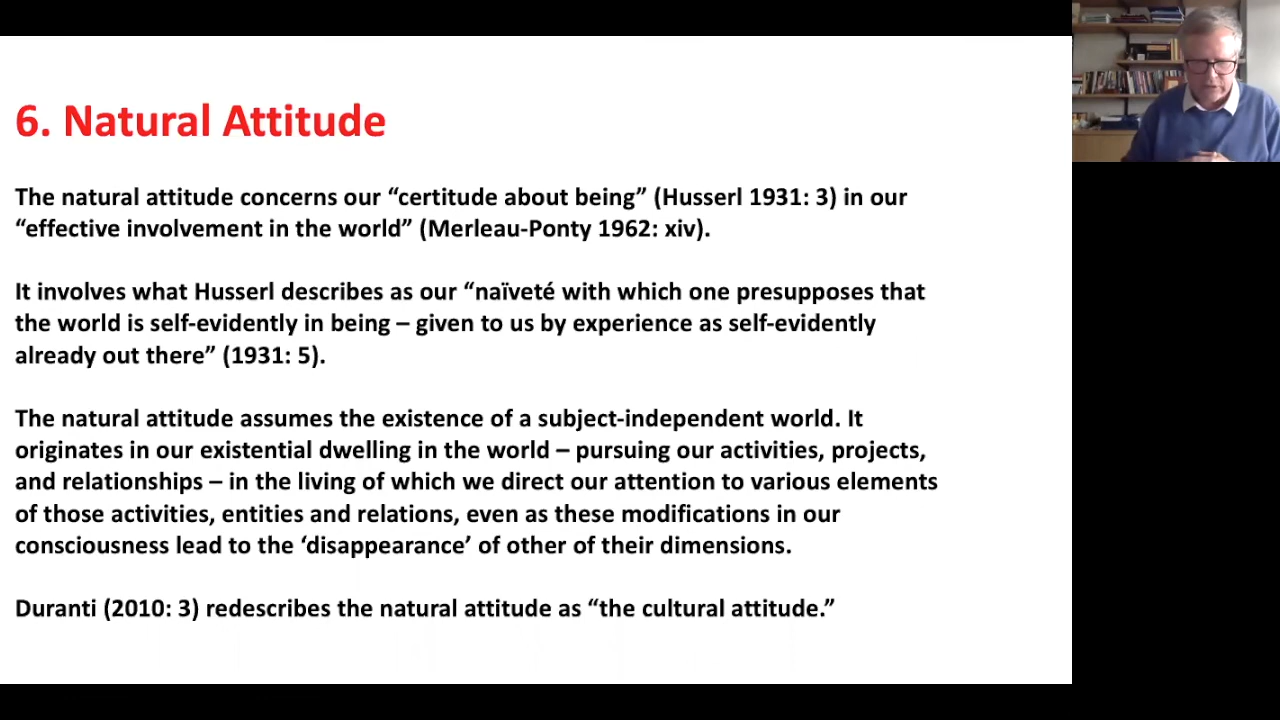 6. Natural Attitude
The natural attitude concerns our “certitude about being” (Husserl 1931: 3) in our
“effective involvement in the world” (Merleau-Ponty 1962: xiv).
It involves what Husserl describes as our “naïveté with which one presupposes that
the world is self-evidently in being – given to us by experience as self-evidently
already out there” (1931: 5).
The natural attitude assumes the existence of a subject-independent world. It
originates in our existential dwelling in the world – pursuing our activities, projects,
and relationships – in the living of which we direct our attention to various elements
of those activities, entities and relations, even as these modifications in our
consciousness lead to the ‘disappearance’ of other of their dimensions.
Duranti (2010: 3) redescribes the natural attitude as “the cultural attitude.”